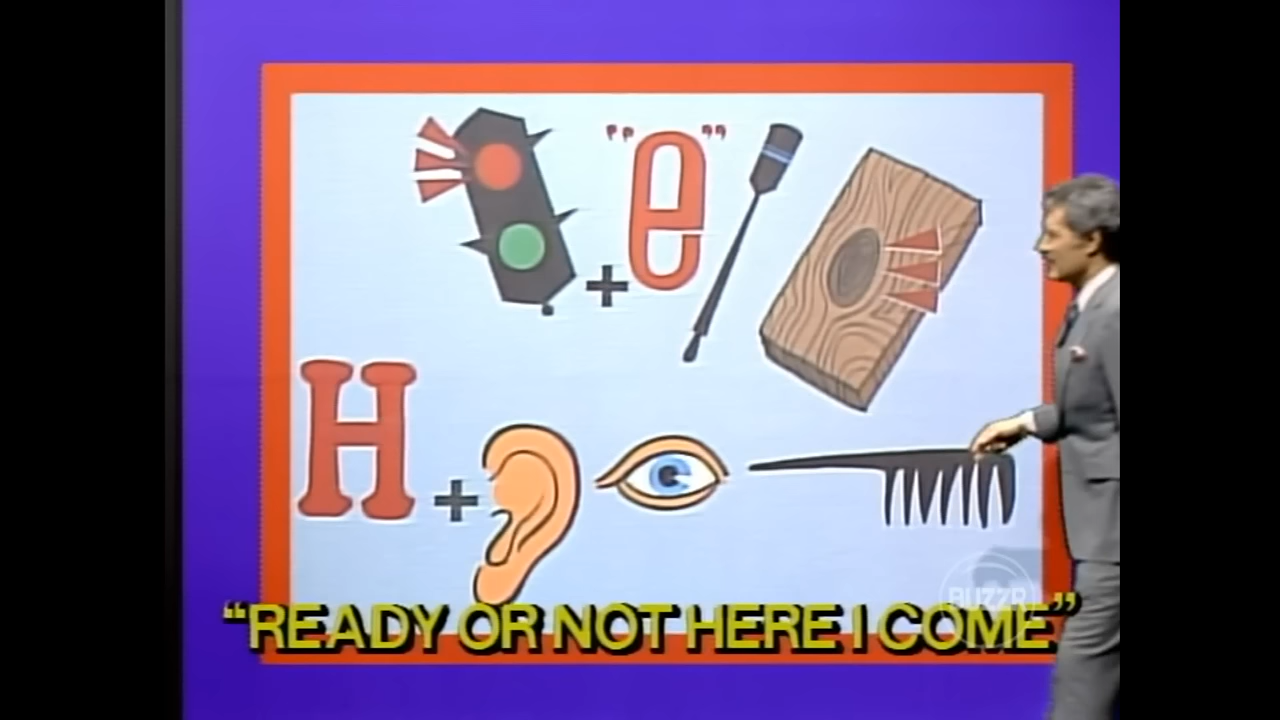 + "e"
H +
"READY OR NOT HERE I COME"
BUZZR